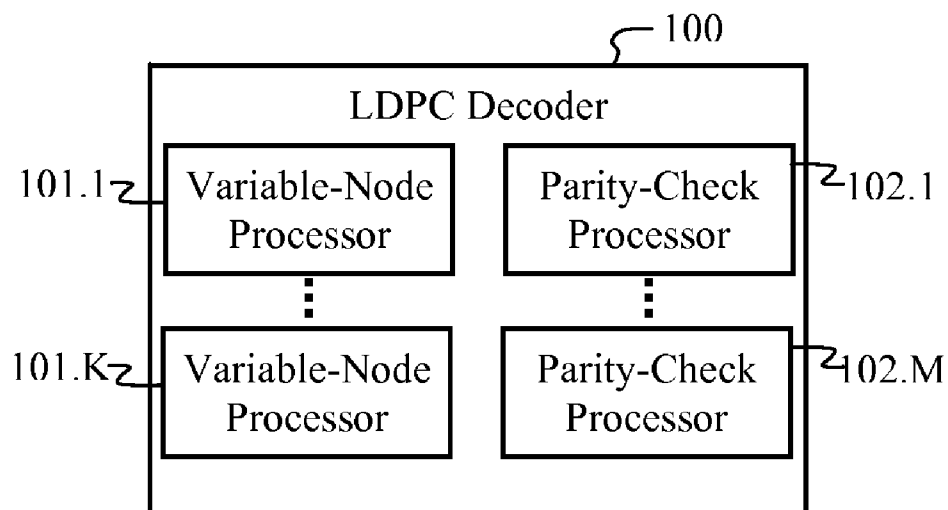 100
LDPC Decoder
101.1
Variable-Node
Processor
Parity-Check
Processor
102.1
101.K
Variable-Node
Processor
Parity-Check
Processor
102.M